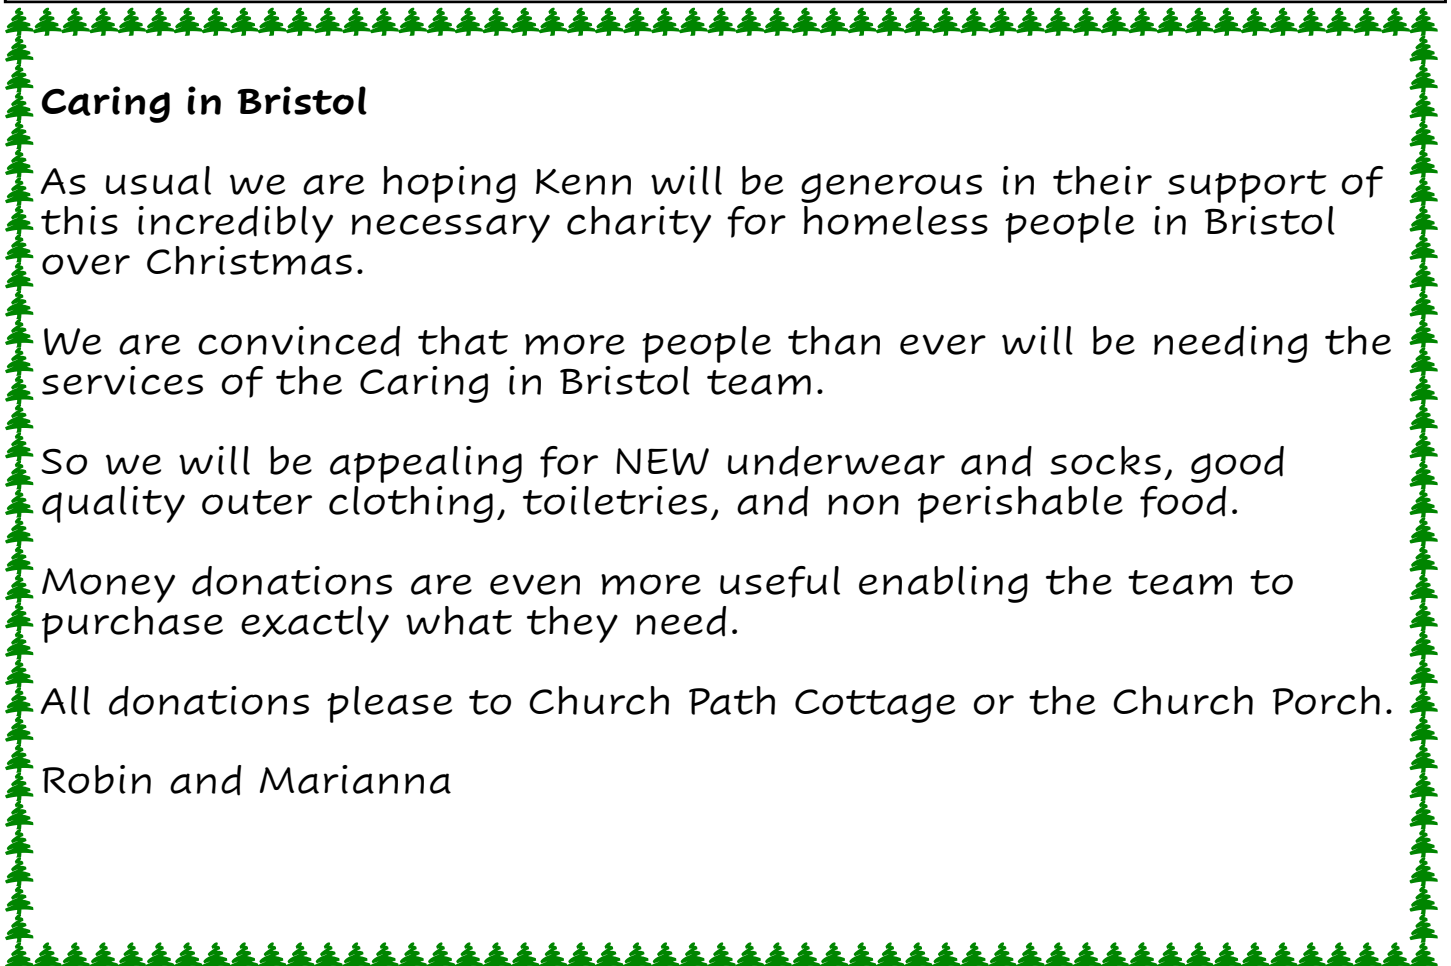 Caring in Bristol
As usual we are hoping Kenn will be generous in their support of
this incredibly necessary charity for homeless people in Bristol
over Christmas.
We are convinced that more people than ever will be needing the
services of the Caring in Bristol team.
So we will be appealing for NEW underwear and socks, good
quality outer clothing, toiletries, and non perishable food.
Money donations are even more useful enabling the team to
purchase exactly what they need.
All donations please to Church Path Cottage or the Church Porch.
Robin and Marianna